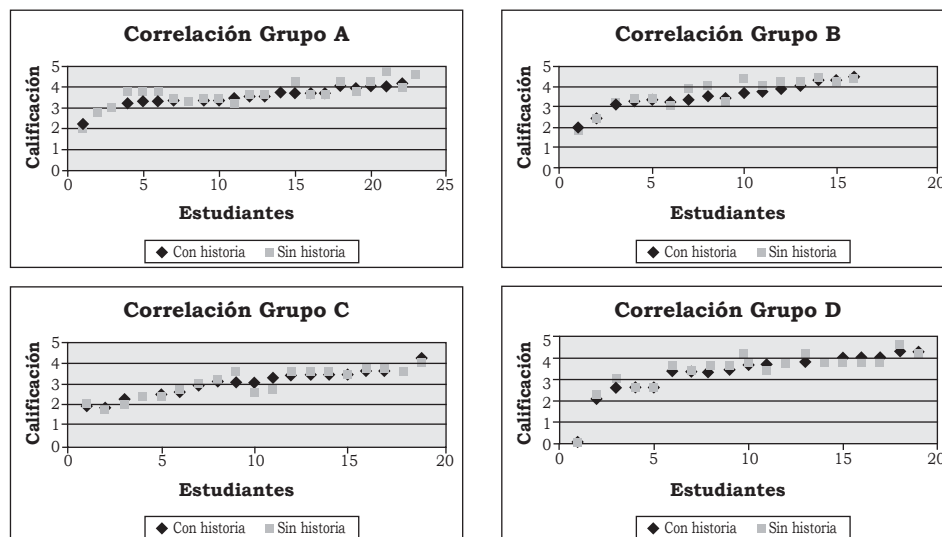 Correlación Grupo A
Calificación
5
4
3
2
1
0
0 5 10 15 20 25
Estudiantes
Con historia Sin historia
Correlación Grupo B
Calificación
5
4
3
2
1
0
0 5 10 15 20
Estudiantes
Con historia Sin historia
Correlación Grupo C
Calificación
5
4
3
2
1
0
0 5 10 15 20
Estudiantes
Con historia Sin historia
Correlación Grupo D
Calificación
5
4
3
2
1
0
0 5 10 15 20
Estudiantes
Con historia Sin historia